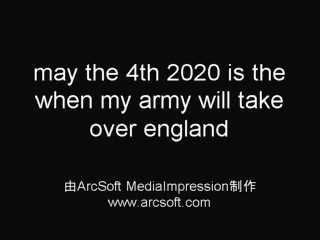 may the 4th 2020 is the
when my army will take
over england
由ArcSoft MediaImpression制作
www.arcsoft.com